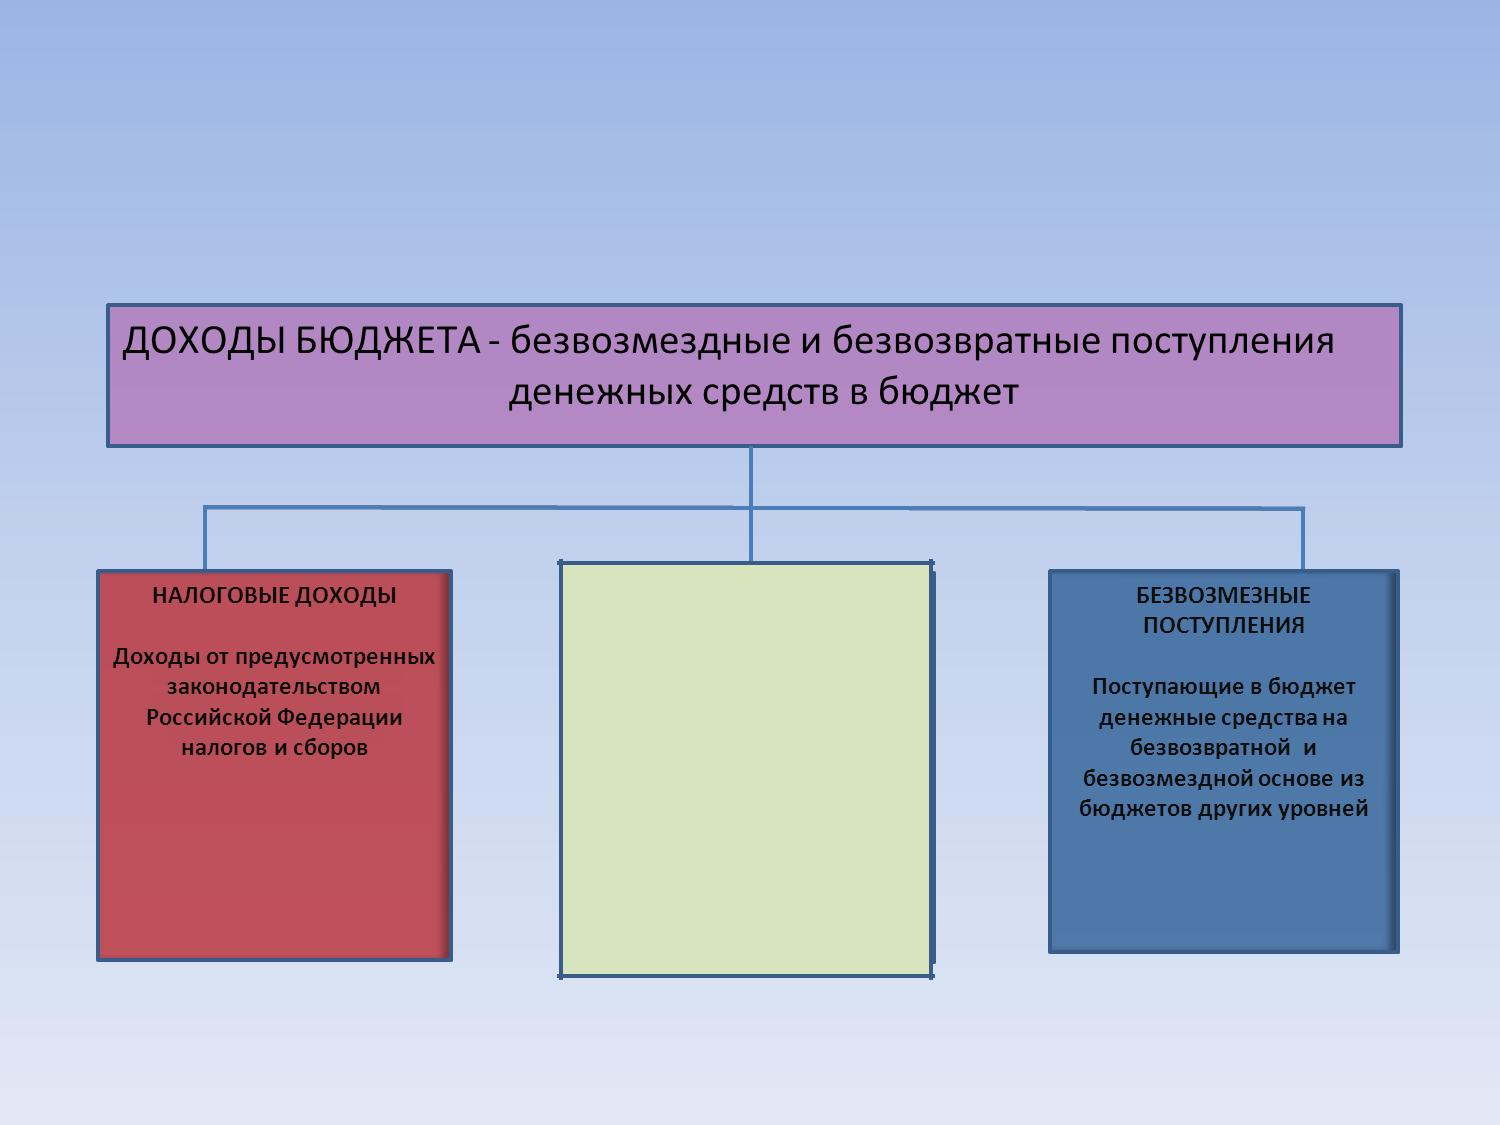 ДОХОДЫ БЮДЖЕТА - безвозмездные и безвозвратные поступления
денежных средств в бюджет
НАЛОГОВЫЕ ДОХОДЫ
Доходы от предусмотренных
законодательством
Российской Федерации
налогов и сборов
БЕЗВОЗМЕЗНЫЕ
ПОСТУПЛЕНИЯ
Поступающие в бюджет
денежные средства на
безвозвратной и
безвозмездной основе из
бюджетов других уровней